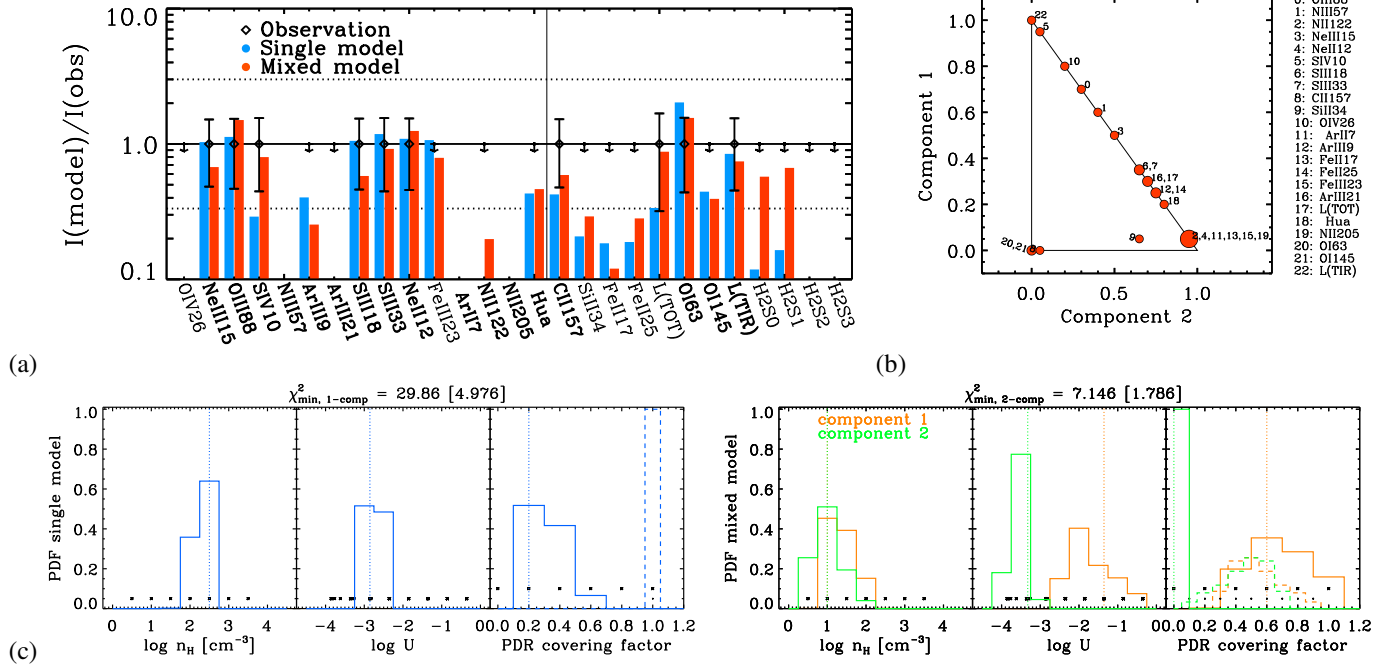 10.0
1.0
0.1
I(model)/I(obs)
Observation
Single model
Mixed model
OIV26
NeIII15
OIII88
SIV10
NIII57
ArIII9
ArIII21
SIII18
SIII33
NeII12
FeIII23
ArII7
NII122
NII205
Hua
CII157
SiII34
FeII17
FeII25
L(TOT)
OI63
OI145
L(TIR)
H2S0
H2S1
H2S2
H2S3
(a)
1.0
0.8
0.6
0.4
0.2
0.0
Component 1
22
5
10
0
1
3
6,7
16,17
12,14
18
9
2,4,11,13,15,19,
20,21
0.0
0.5
1.0
Component 2
1: NIII57
2: NII122
3: NeIII15
4: NeII12
5: SIV10
6: SIII18
7: SIII33
8: CII157
9: SiII34
10: OIV26
11: ArII7
12: ArIII9
13: FeII17
14: FeII25
15: FeIII23
16: ArIII21
17: L(TOT)
18: Hua
19: NII205
20: OI63
21: OI145
22: L(TIR)
(b)
χ²min, 1-comp = 29.86 [4.976]
1.0
0.8
0.6
0.4
0.2
0.0
PDF single model
0 1 2 3 4
log nH [cm⁻³]
−4 −3 −2 −1 0
log U
0.0 0.2 0.4 0.6 0.8 1.0 1.2
PDR covering factor
χ²min, 2-comp = 7.146 [1.786]
1.0
0.8
0.6
0.4
0.2
0.0
PDF mixed model
component 1
component 2
0 1 2 3 4
log nH [cm⁻³]
−4 −3 −2 −1 0
log U
0.0 0.2 0.4 0.6 0.8 1.0 1.2
PDR covering factor
(c)